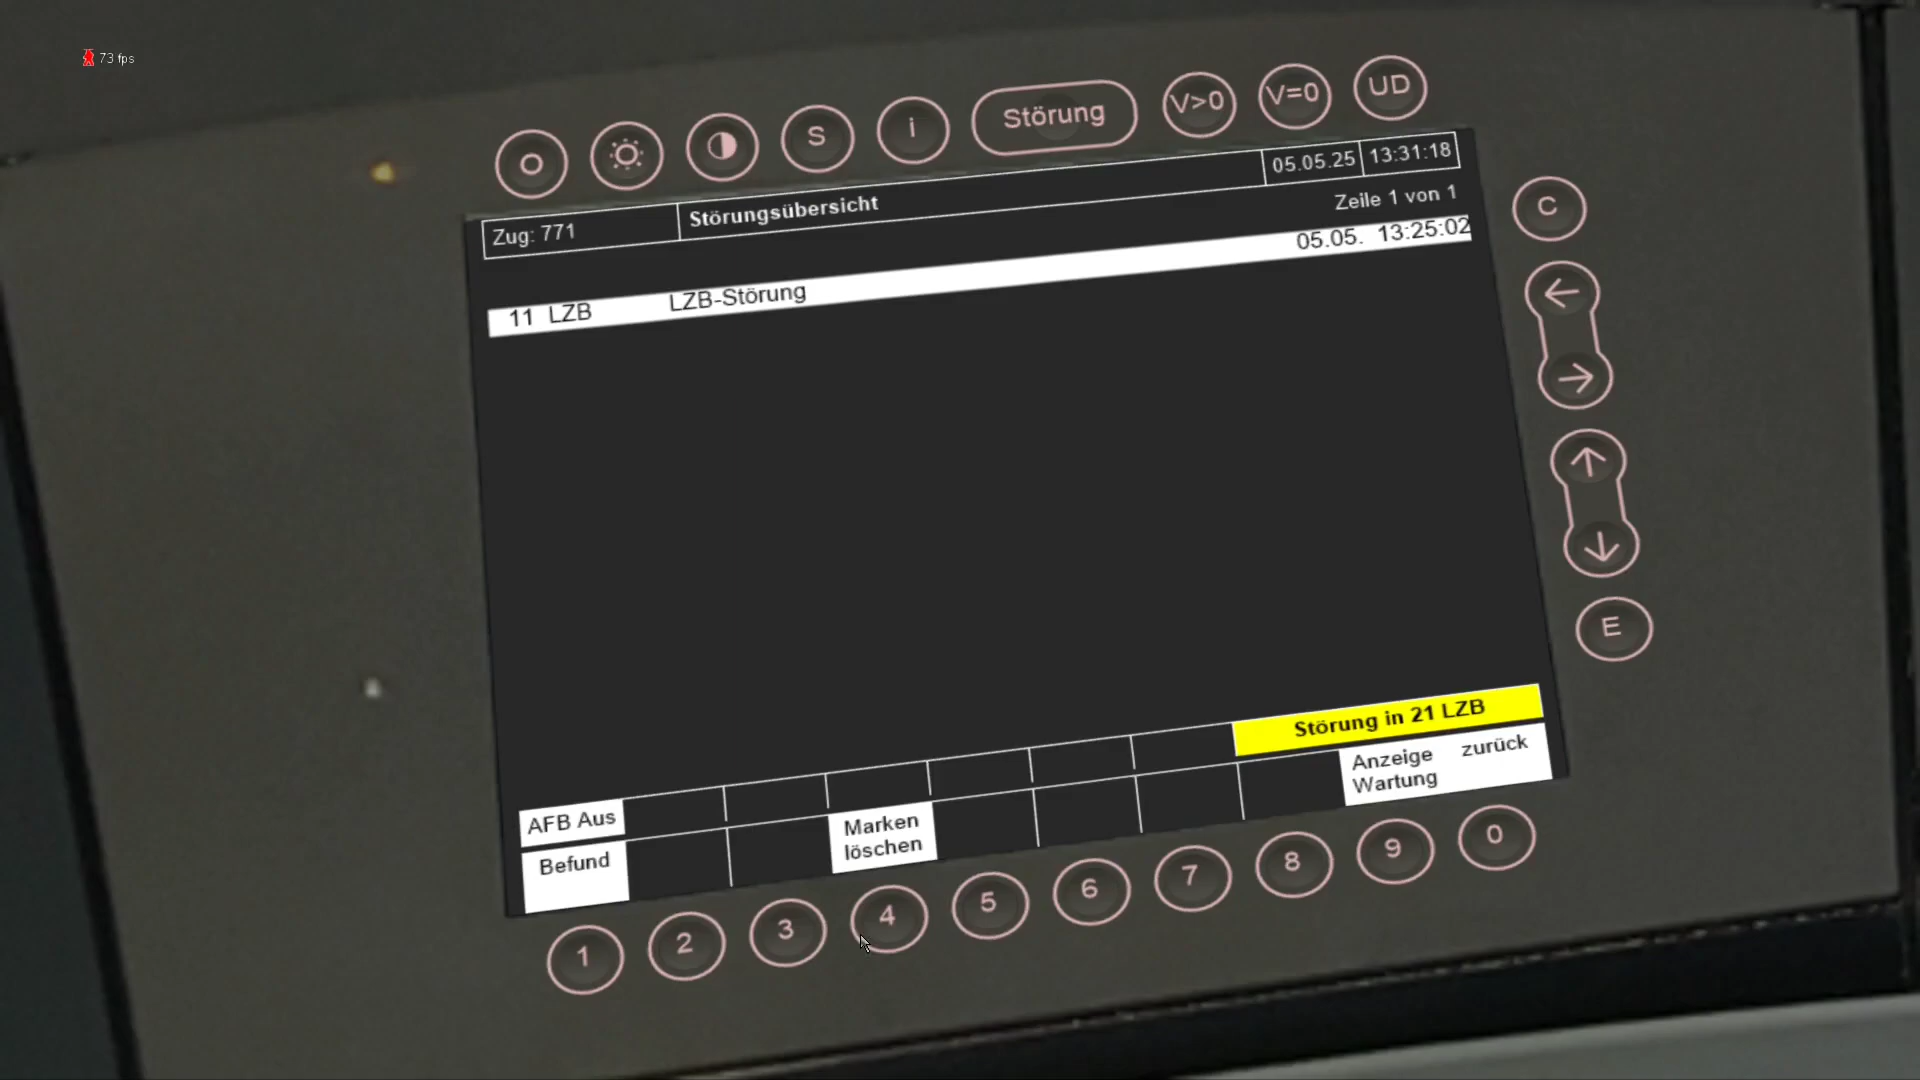 73 fps
S
i
Störung
V>0
V=0
UD
Zug: 771
Störungsübersicht
05.05.25
13:31:18
Zeile 1 von 1
11 LZB LZB-Störung 05.05. 13:25:02
C
E
Störung in 21 LZB
AFB Aus
Befund
Marken
löschen
Anzeige
Wartung
zurück
1
2
3
4
5
6
7
8
9
0